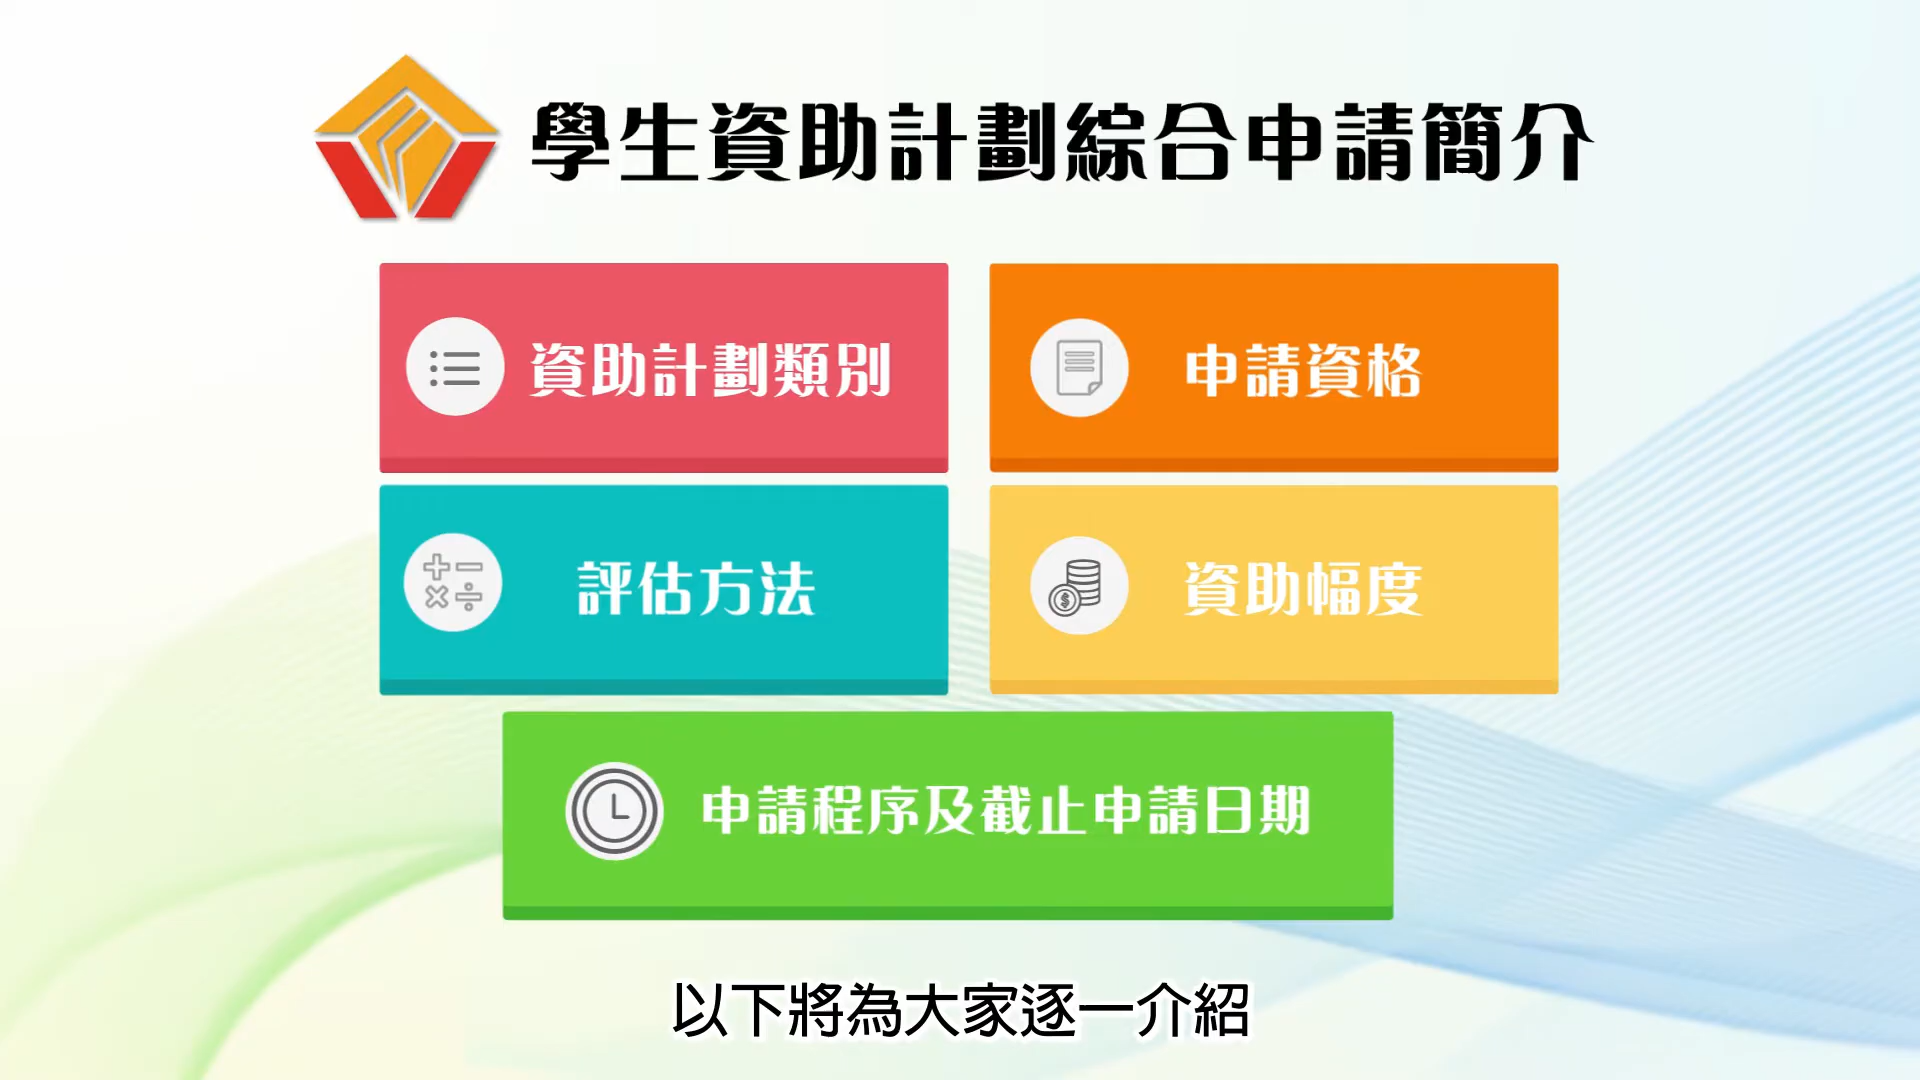 學生資助計劃綜合申請簡介
資助計劃類別
申請資格
評估方法
資助幅度
申請程序及截止申請日期
以下將為大家逐一介紹